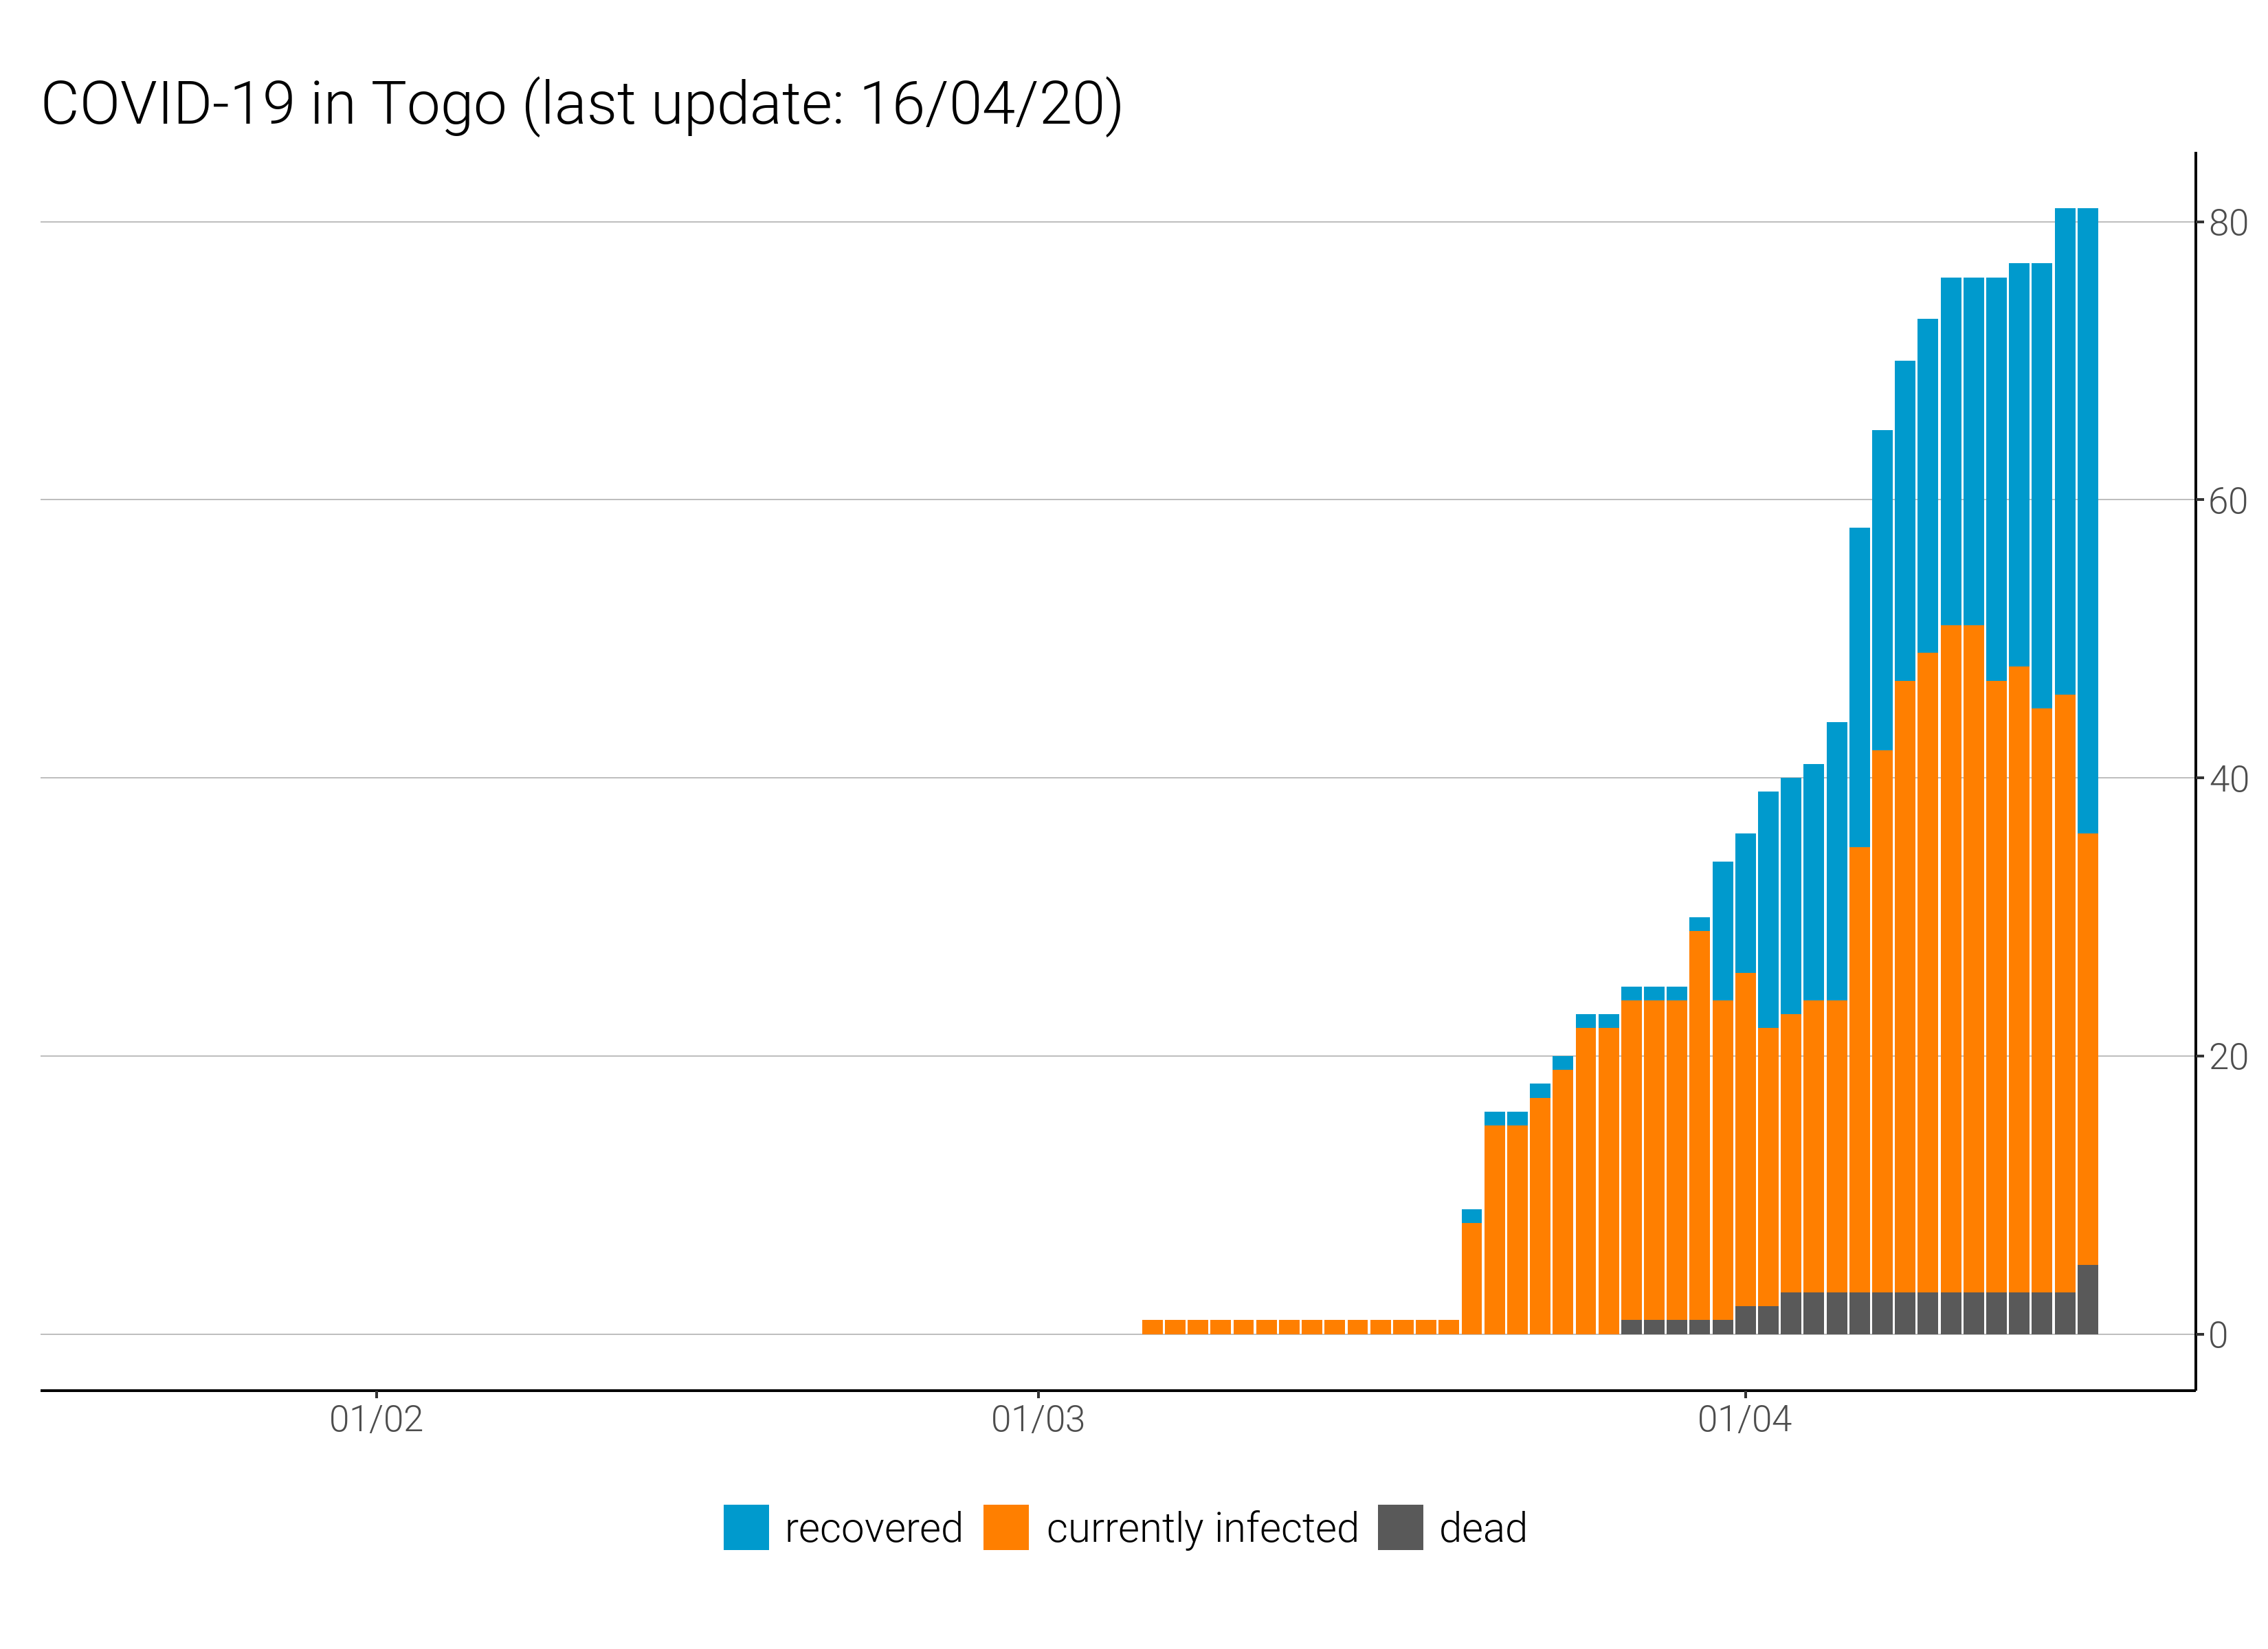 COVID-19 in Togo (last update: 16/04/20)
80
60
40
20
0
01/02 01/03 01/04
recovered currently infected dead